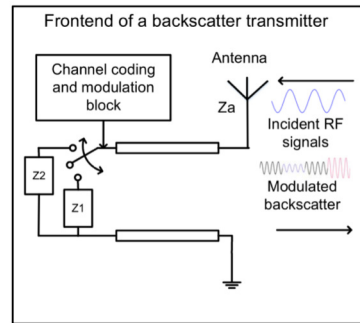 Frontend of a backscatter transmitter
Channel coding
and modulation
block
Antenna
Za
Incident RF
signals
Z2
Modulated
backscatter
Z1